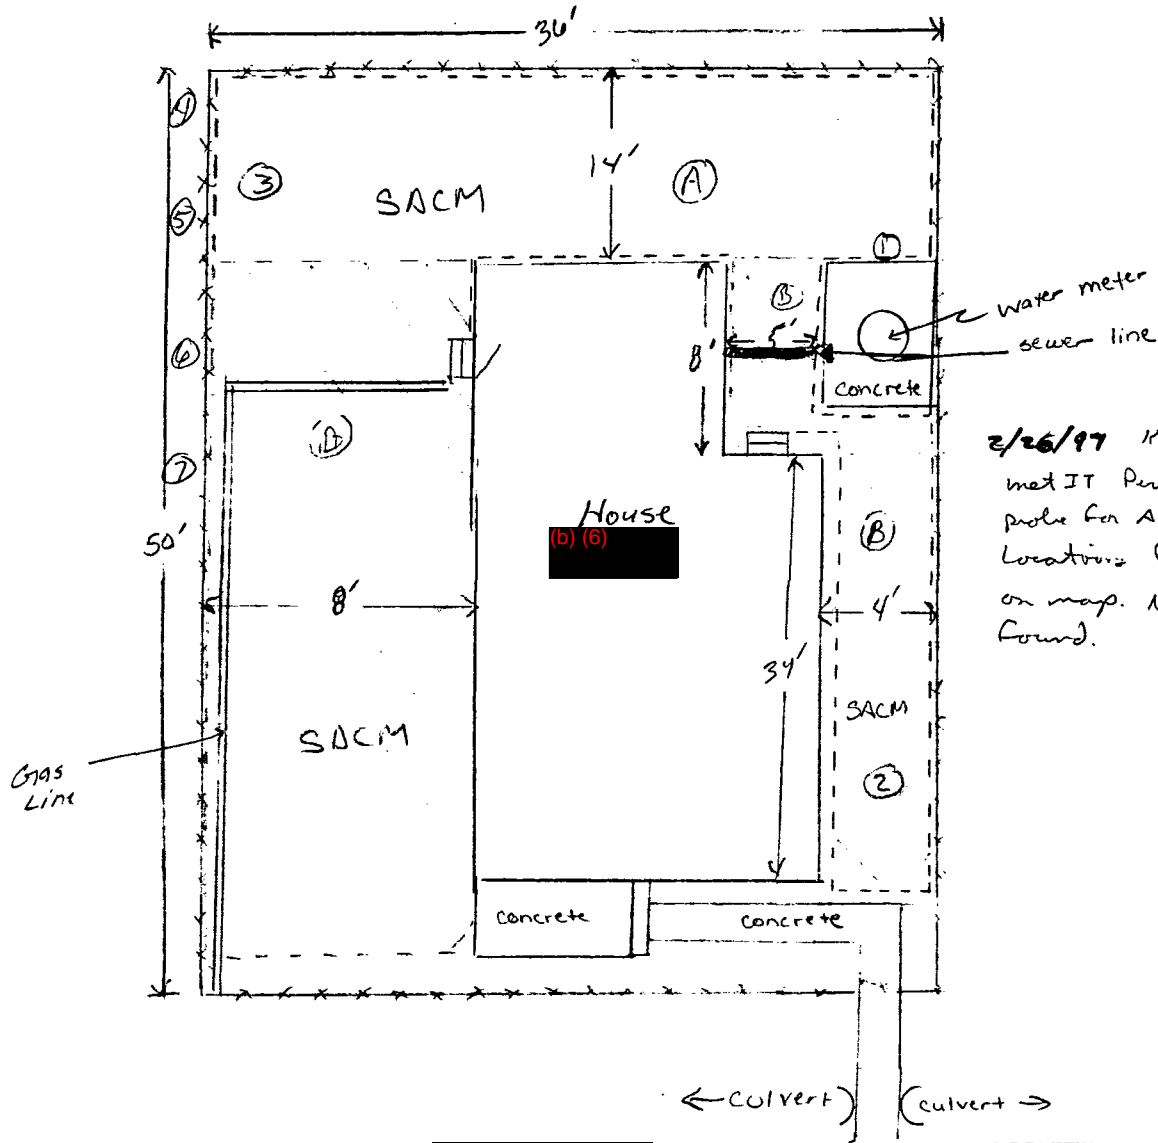 36'
4
14'
3
A
SACM
5
1
B
water meter
5'
sewer line
6
8'
concrete
D
2/26/97
met IT
7
probe for A
House
B
Location
50'
(b) (6)
on map.
8'
4'
found.
34'
SACM
SACM
Gas
Line
2
concrete
concrete
culvert
culvert